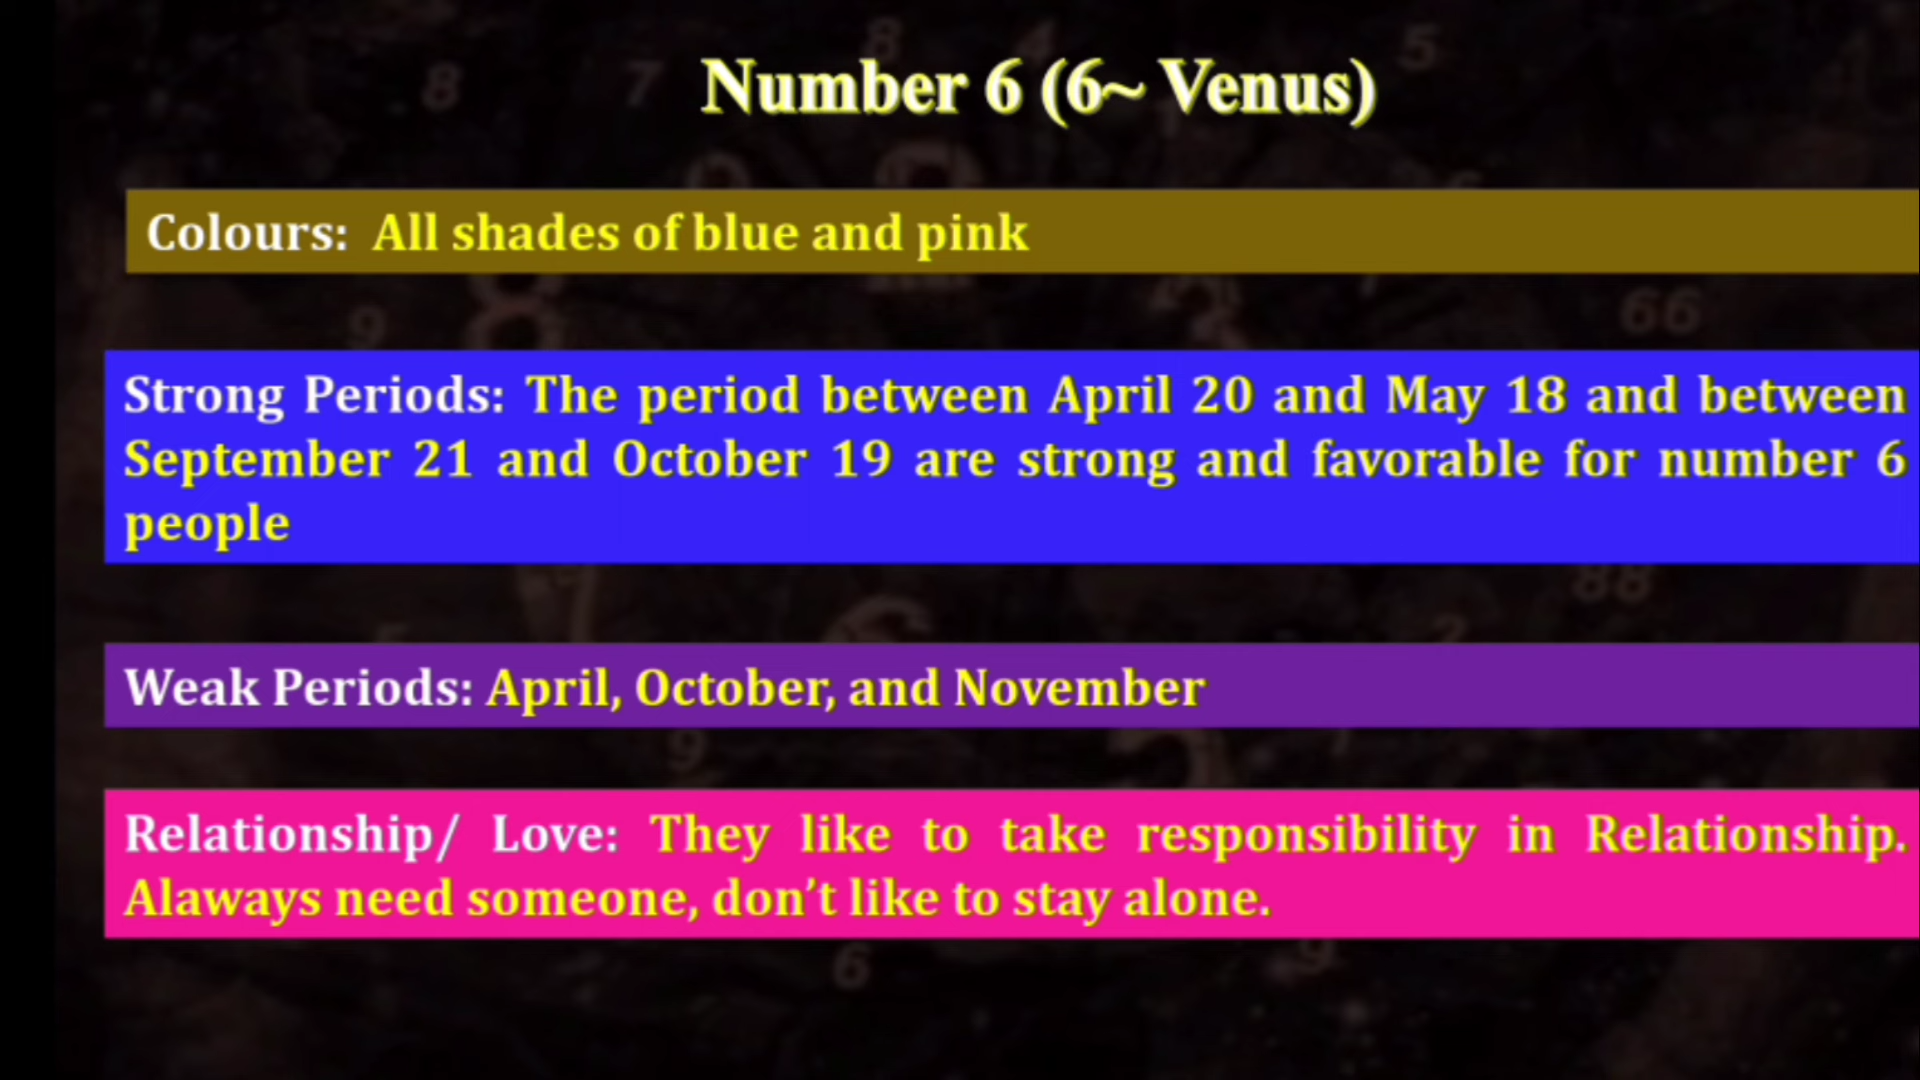 Number 6 (6~ Venus)
Colours: All shades of blue and pink
Strong Periods: The period between April 20 and May 18 and between
September 21 and October 19 are strong and favorable for number 6
people
Weak Periods: April, October, and November
Relationship/ Love: They like to take responsibility in Relationship.
Alaways need someone, don't like to stay alone.